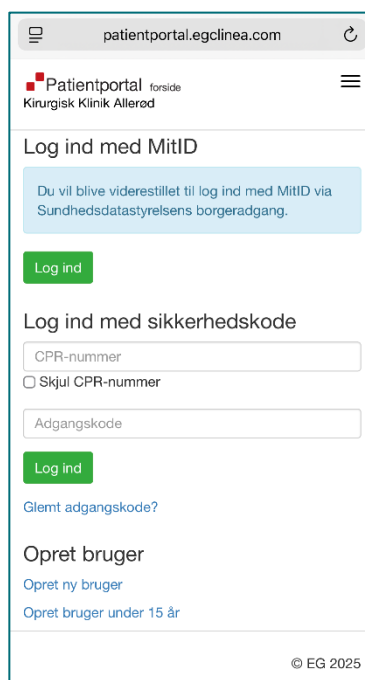 patientportal.egclinea.com
Patientportal forside
Kirurgisk Klinik Allerød
Log ind med MitID
Du vil blive viderestillet til log ind med MitID via
Sundhedsdatastyrelsens borgeradgang.
Log ind
Log ind med sikkerhedskode
CPR-nummer
Skjul CPR-nummer
Adgangskode
Log ind
Glemt adgangskode?
Opret bruger
Opret ny bruger
Opret bruger under 15 år
© EG 2025